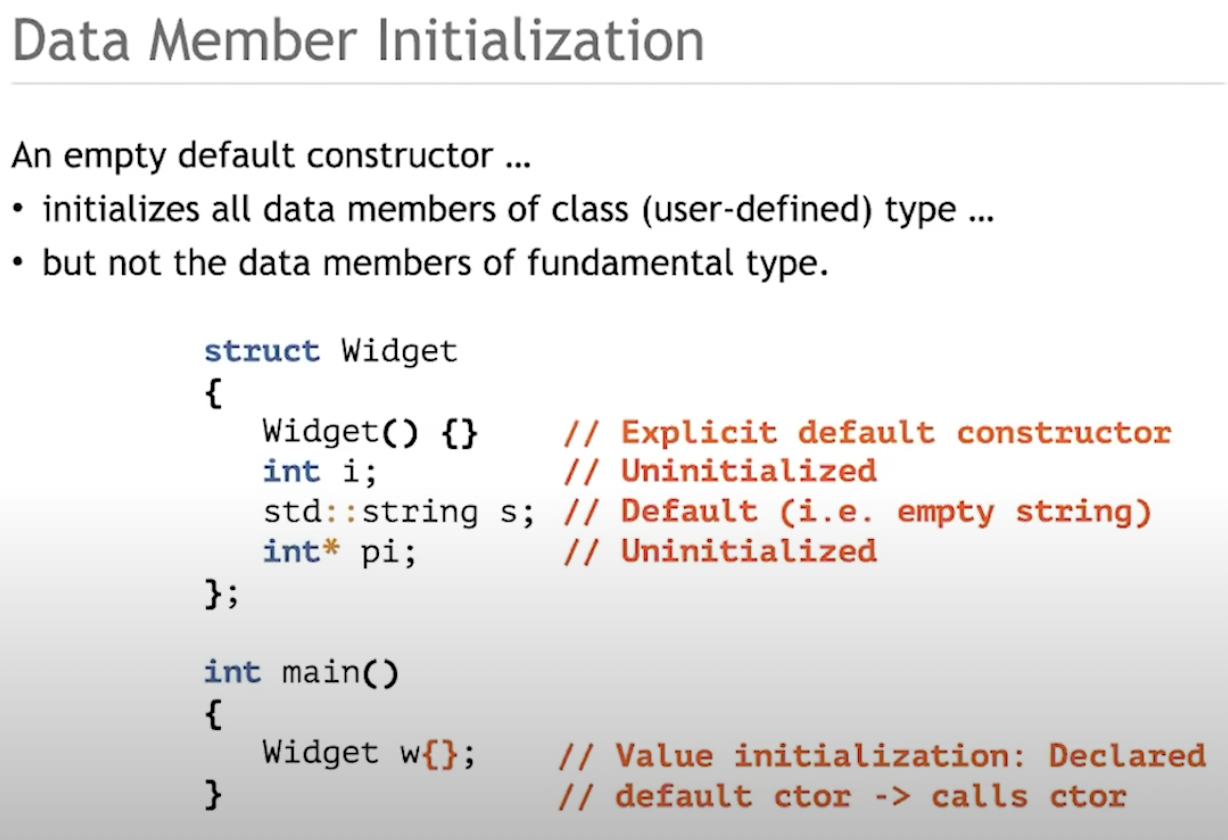 Data Member Initialization
An empty default constructor …
• initializes all data members of class (user-defined) type …
• but not the data members of fundamental type.
struct Widget
{
Widget() {} // Explicit default constructor
int i; // Uninitialized
std::string s; // Default (i.e. empty string)
int* pi; // Uninitialized
};
int main()
{
Widget w{}; // Value initialization: Declared
} // default ctor -> calls ctor